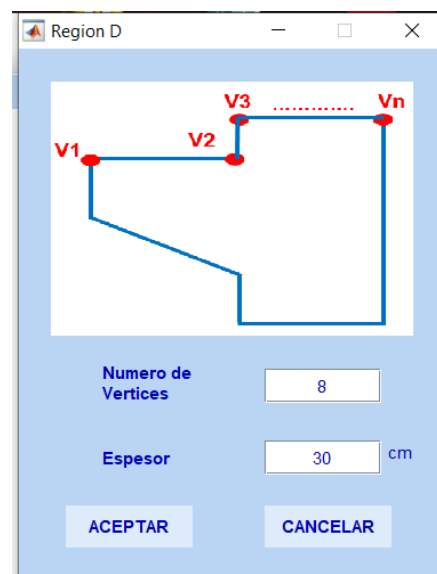 Region D
V3 ............. Vn
V1 V2
Numero de
Vertices
8
Espesor 30 cm
ACEPTAR CANCELAR